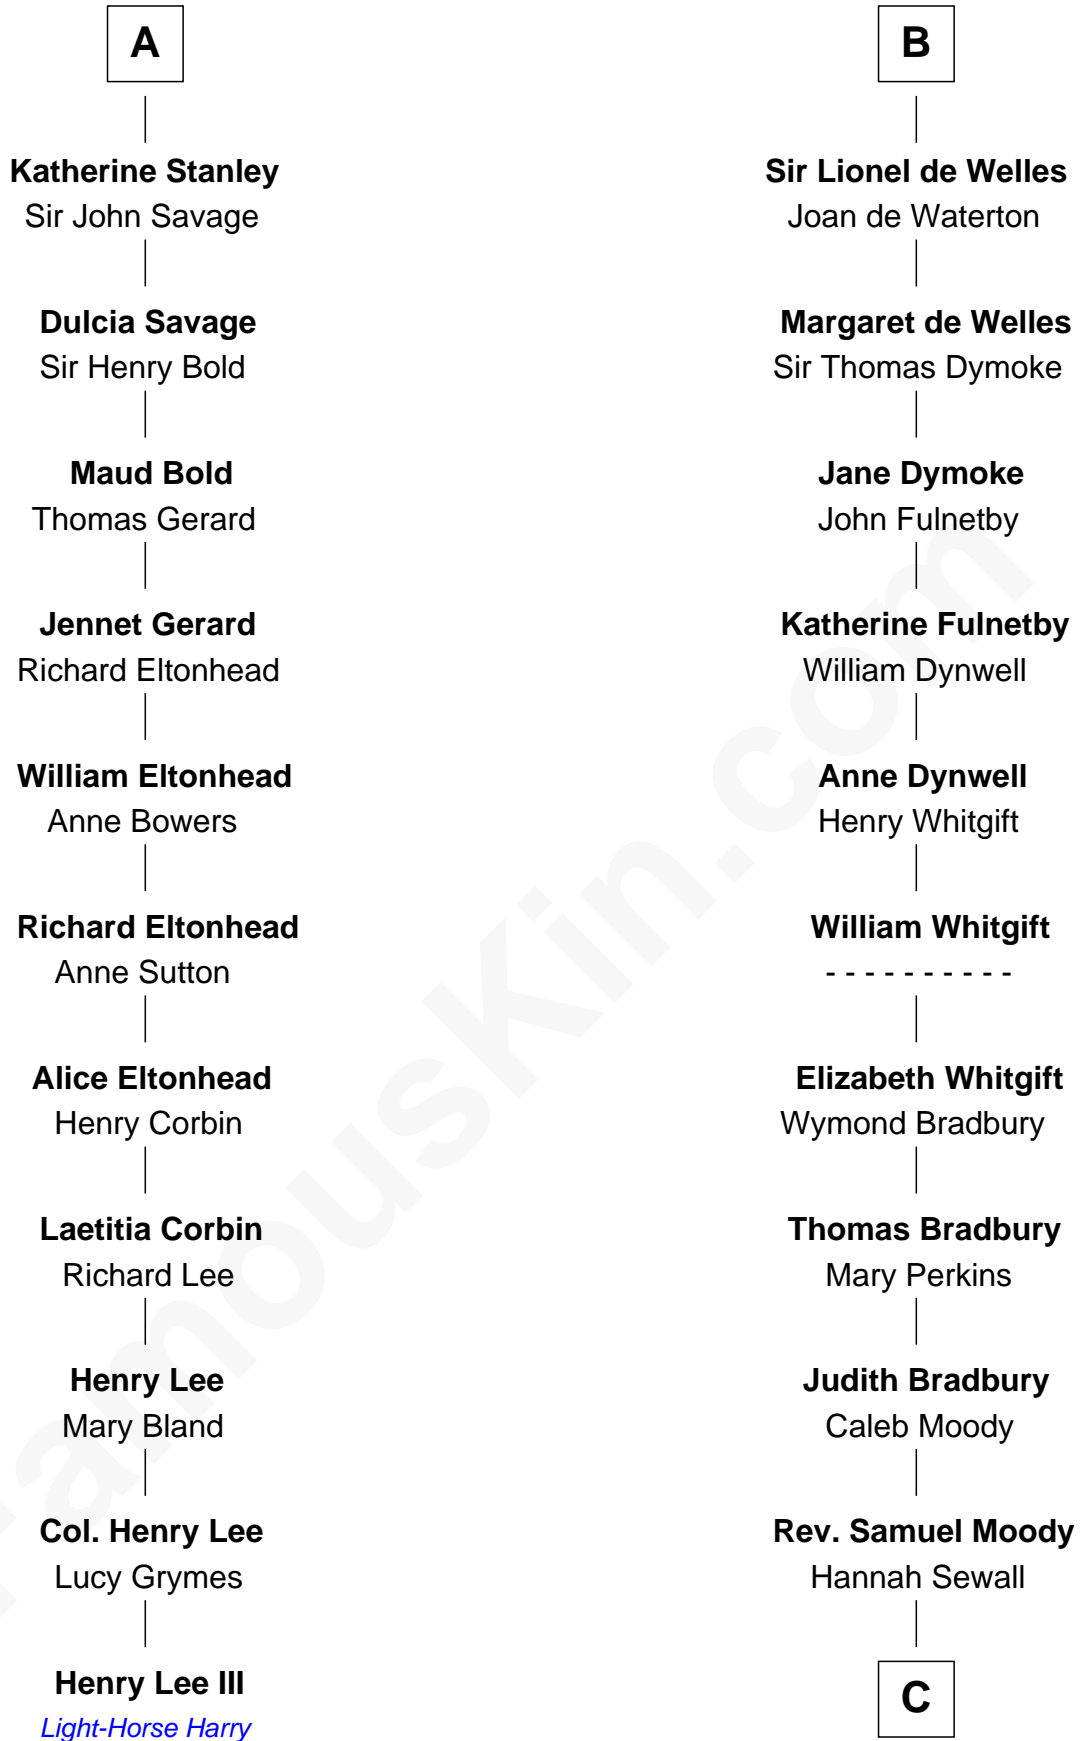 A
Katherine Stanley
Sir John Savage
Dulcia Savage
Sir Henry Bold
Maud Bold
Thomas Gerard
Jennet Gerard
Richard Eltonhead
William Eltonhead
Anne Bowers
Richard Eltonhead
Anne Sutton
Alice Eltonhead
Henry Corbin
Laetitia Corbin
Richard Lee
Henry Lee
Mary Bland
Col. Henry Lee
Lucy Grymes
Henry Lee III
Light-Horse Harry
B
Sir Lionel de Welles
Joan de Waterton
Margaret de Welles
Sir Thomas Dymoke
Jane Dymoke
John Fulnetby
Katherine Fulnetby
William Dynwell
Anne Dynwell
Henry Whitgift
William Whitgift
- - - - - - - - - -
Elizabeth Whitgift
Wymond Bradbury
Thomas Bradbury
Mary Perkins
Judith Bradbury
Caleb Moody
Rev. Samuel Moody
Hannah Sewall
C
FamousKin.com